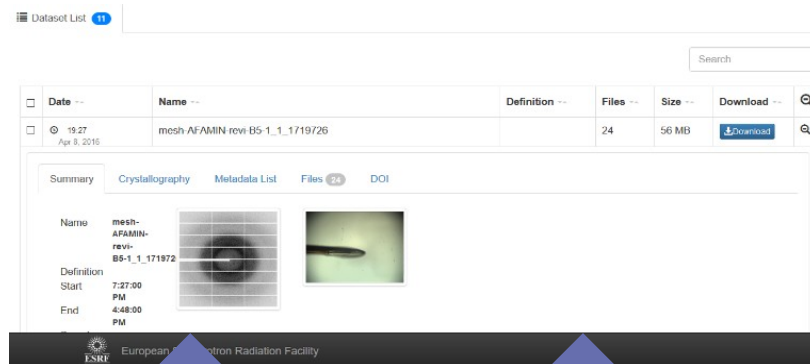 Dataset List 11
Search
Date Name Definition Files Size Download
19:27 mesh-AFAMIN-revi-B5-1_1_1719726 24 56 MB Download
Apr 8, 2016
Summary Crystallography Metadata List Files 24 DOI
Name mesh-
AFAMIN-
revi-
B5-1_1_171972
Definition
Start 7:27:00
PM
End 4:48:00
PM
ESRF European tron Radiation Facility